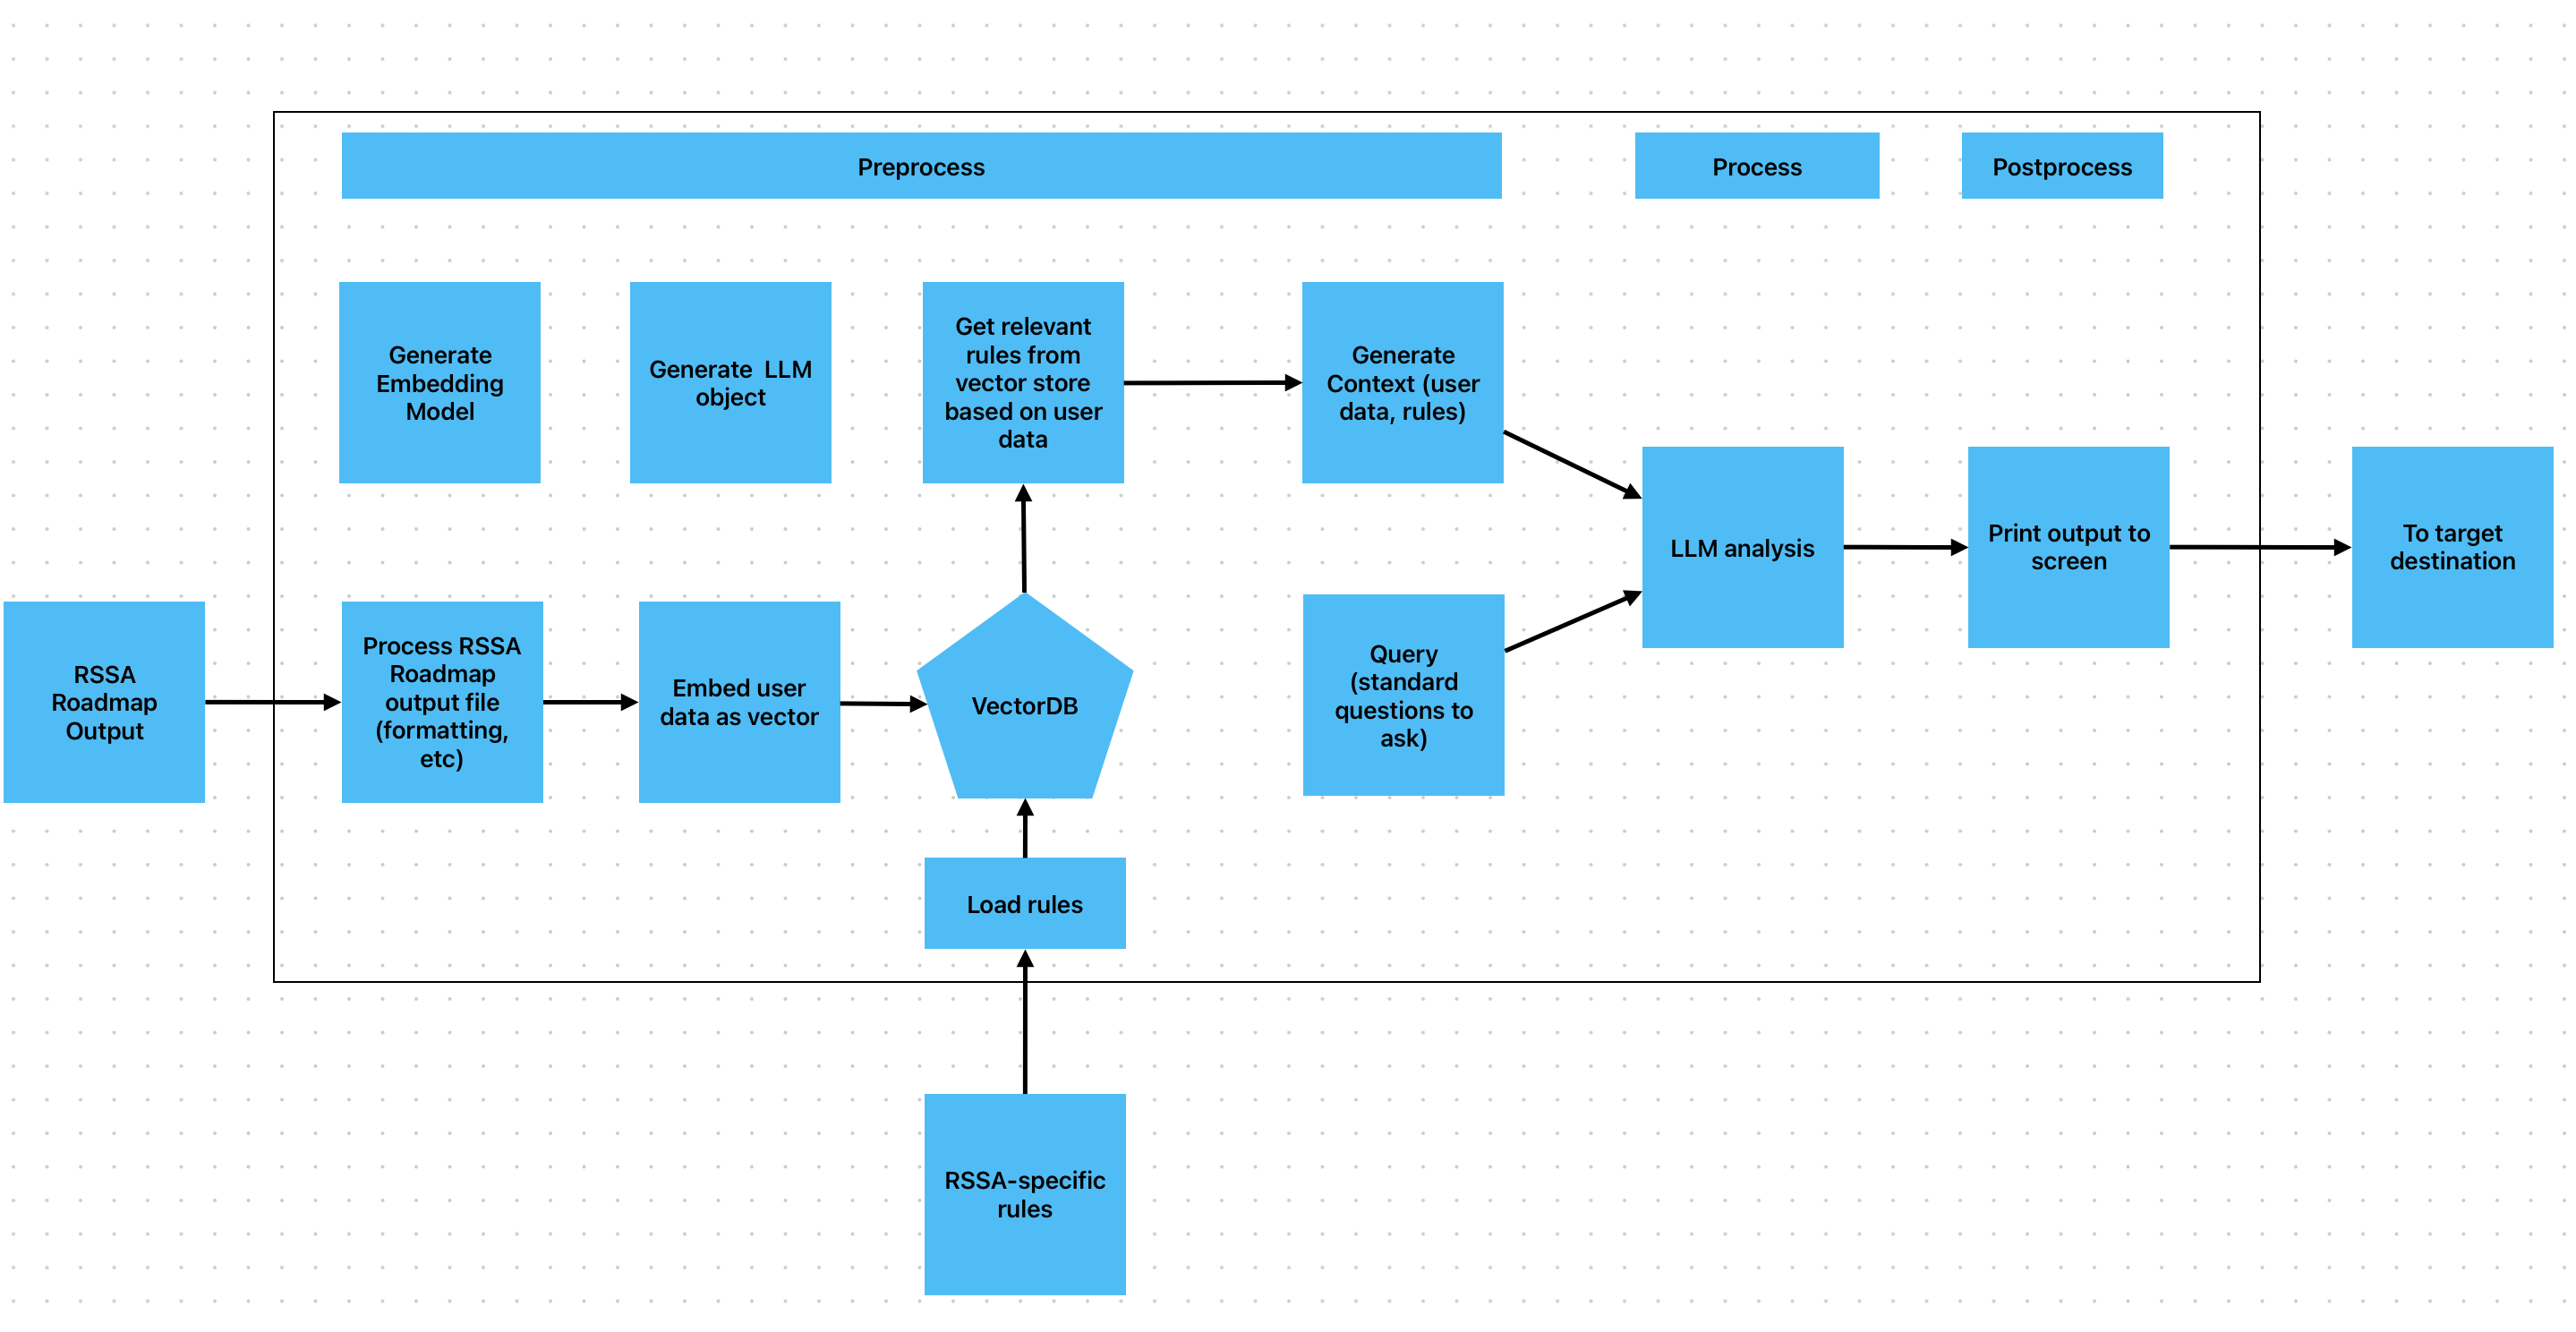 Preprocess
Process
Postprocess
Generate
Embedding
Model
Generate  LLM
object
Get relevant
rules from
vector store
based on user
data
Generate
Context (user
data, rules)
LLM analysis
Print output to
screen
To target
destination
RSSA
Roadmap
Output
Process RSSA
Roadmap
output file
(formatting,
etc)
Embed user
data as vector
VectorDB
Query
(standard
questions to
ask)
Load rules
RSSA-specific
rules